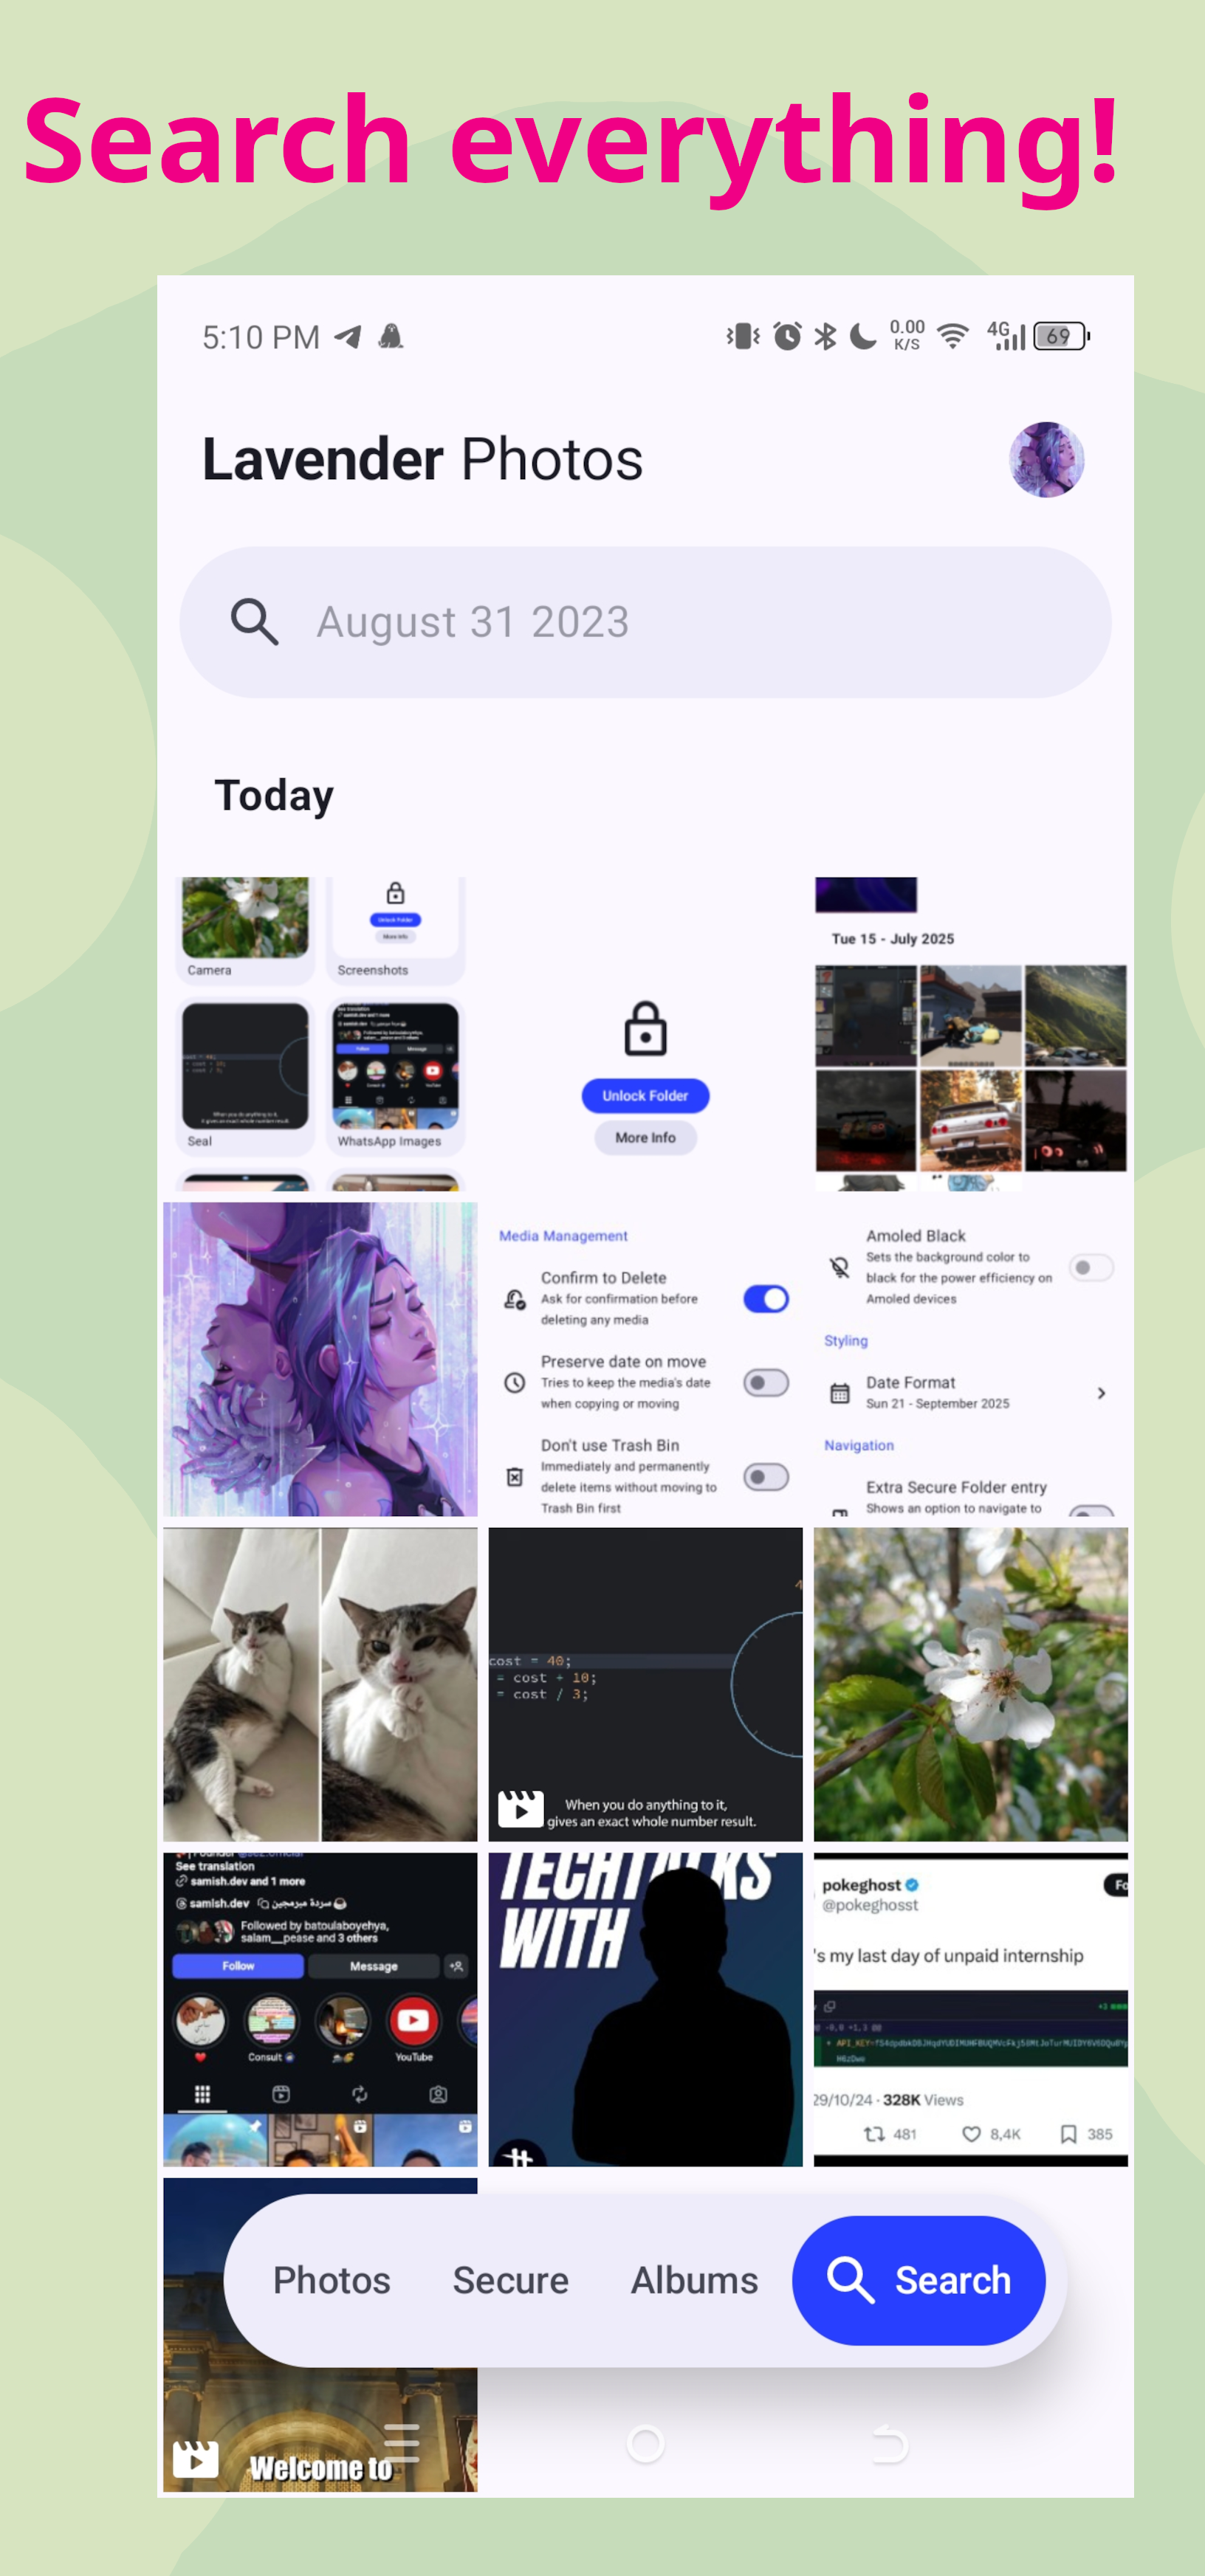 Search everything!
5:10 PM
0.00
K/S
4G
69
Lavender Photos
August 31 2023
Today
Camera
Screenshots
Unlock Folder
More Info
Seal
WhatsApp Images
Unlock Folder
More Info
Tue 15 - July 2025
Media Management
Confirm to Delete
Ask for confirmation before
deleting any media
Preserve date on move
Tries to keep the media's date
when copying or moving
Don't use Trash Bin
Immediately and permanently
delete items without moving to
Trash Bin first
Amoled Black
Sets the background color to
black for the power efficiency on
Amoled devices
Styling
Date Format
Sun 21 - September 2025
Navigation
Extra Secure Folder entry
Shows an option to navigate to
cost = 40;
= cost + 10;
= cost / 3;
When you do anything to it,
gives an exact whole number result.
See translation
samish.dev and 1 more
samish.dev سردة مبرمجين
Followed by batoulaboyehya,
salam__pease and 3 others
Follow
Message
Consult
YouTube
TECHTALKS
WITH
pokeghost
@pokeghosst
Fo
's my last day of unpaid internship
29/10/24 · 328K Views
481
8,4K
385
Photos
Secure
Albums
Search
Welcome to